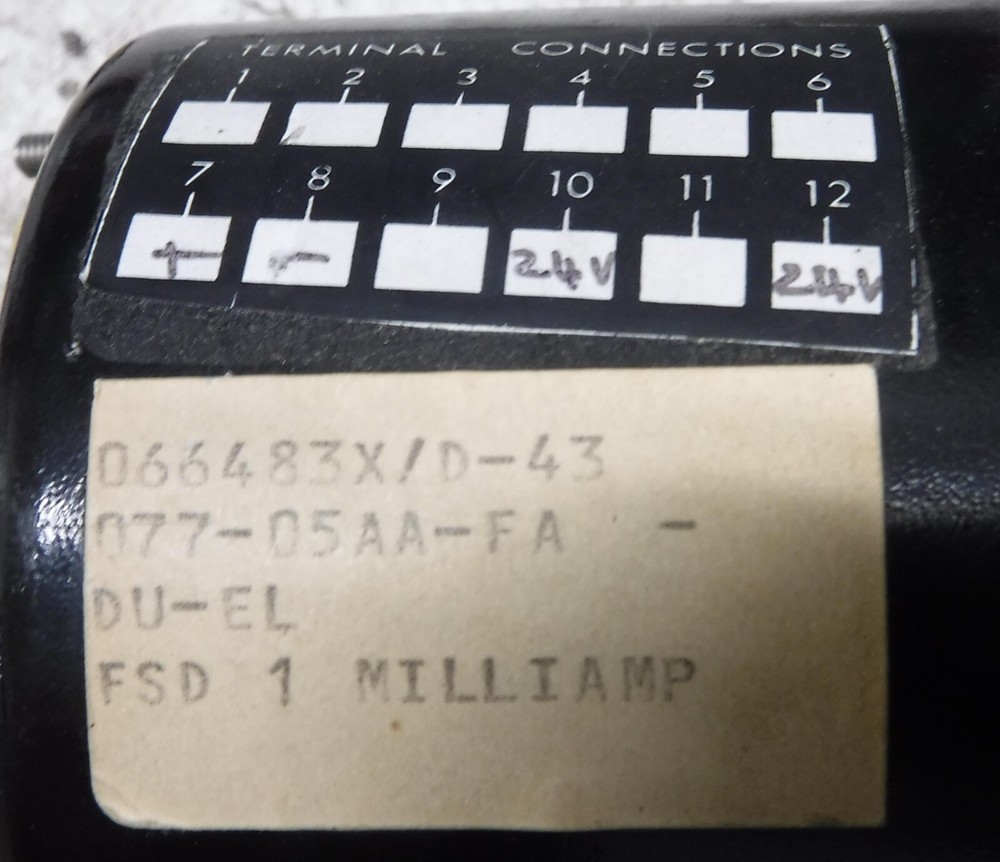 TERMINAL CONNECTIONS
1 2 3 4 5 6
7 8 9 10 11 12
+ - 24V 24V
066483X/D-43
077-05AA-FA -
DU-EL
FSD 1 MILLIAMP